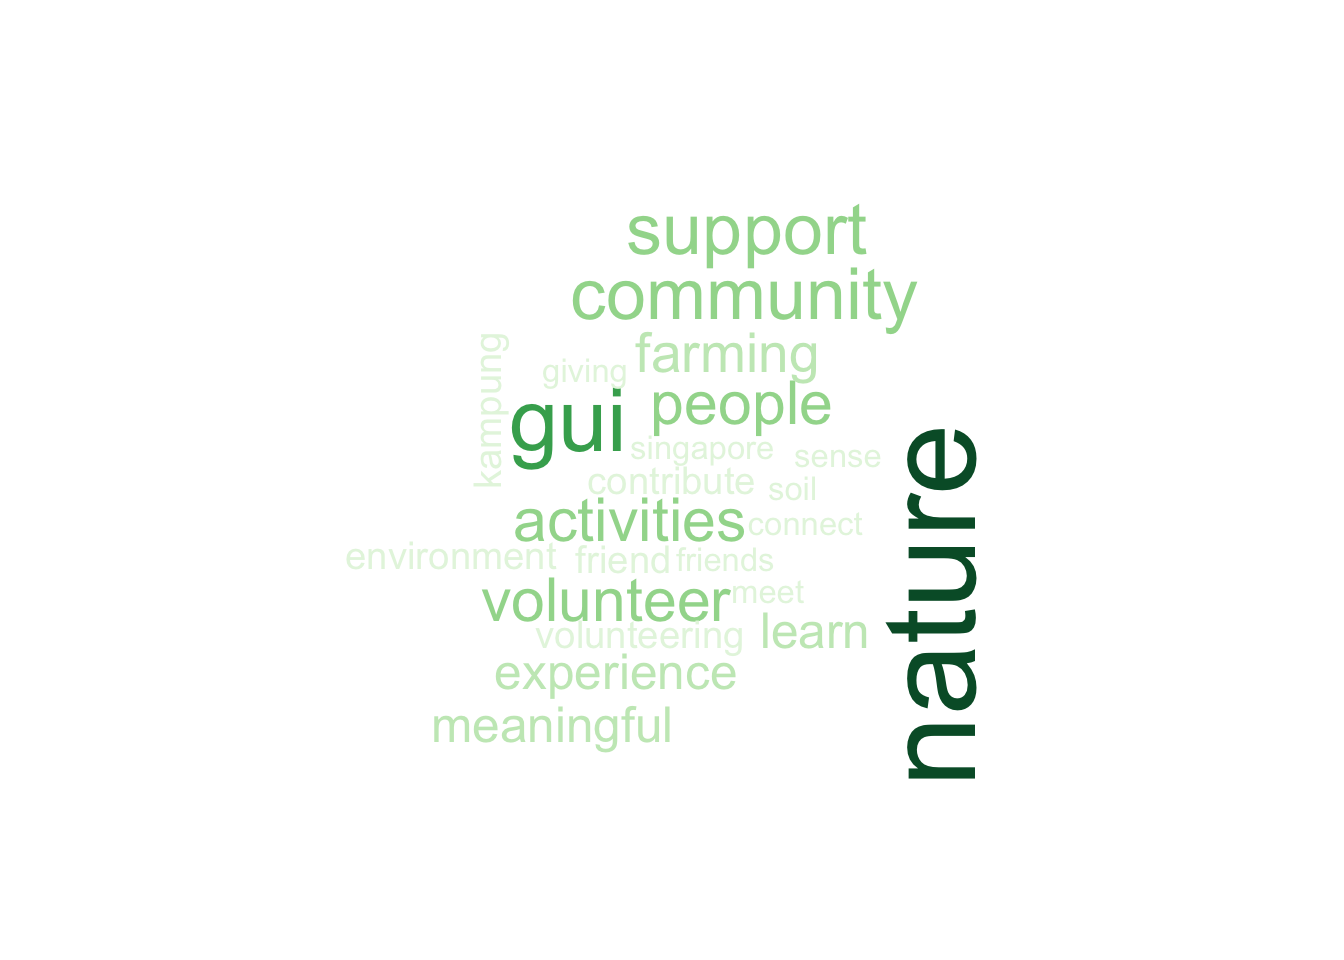 support
community
farming
giving
kampung
people
gui
singapore
sense
contribute
soil
activities
connect
environment
friend
friends
volunteer
meet
volunteering
learn
experience
meaningful
nature